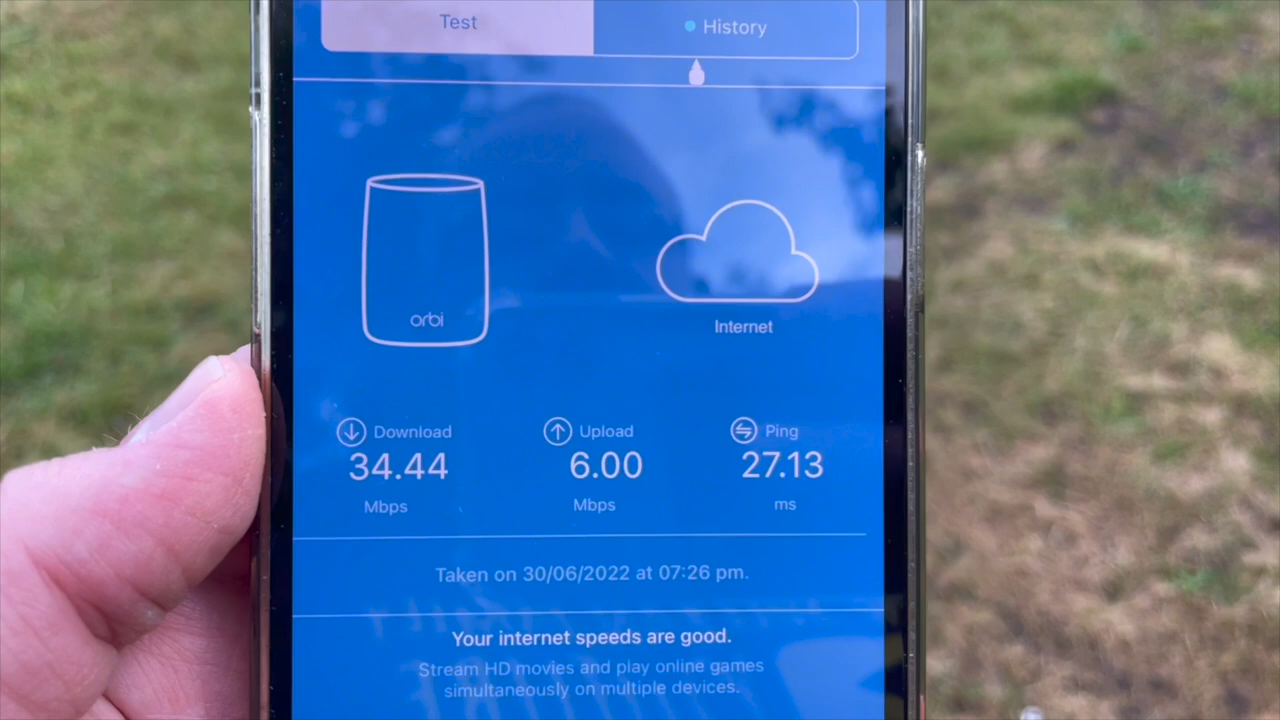 Test
History
orbi
Internet
Download
Upload
Ping
34.44
6.00
27.13
Mbps
Mbps
ms
Taken on 30/06/2022 at 07:26 pm.
Your internet speeds are good.
Stream HD movies and play online games
simultaneously on multiple devices.